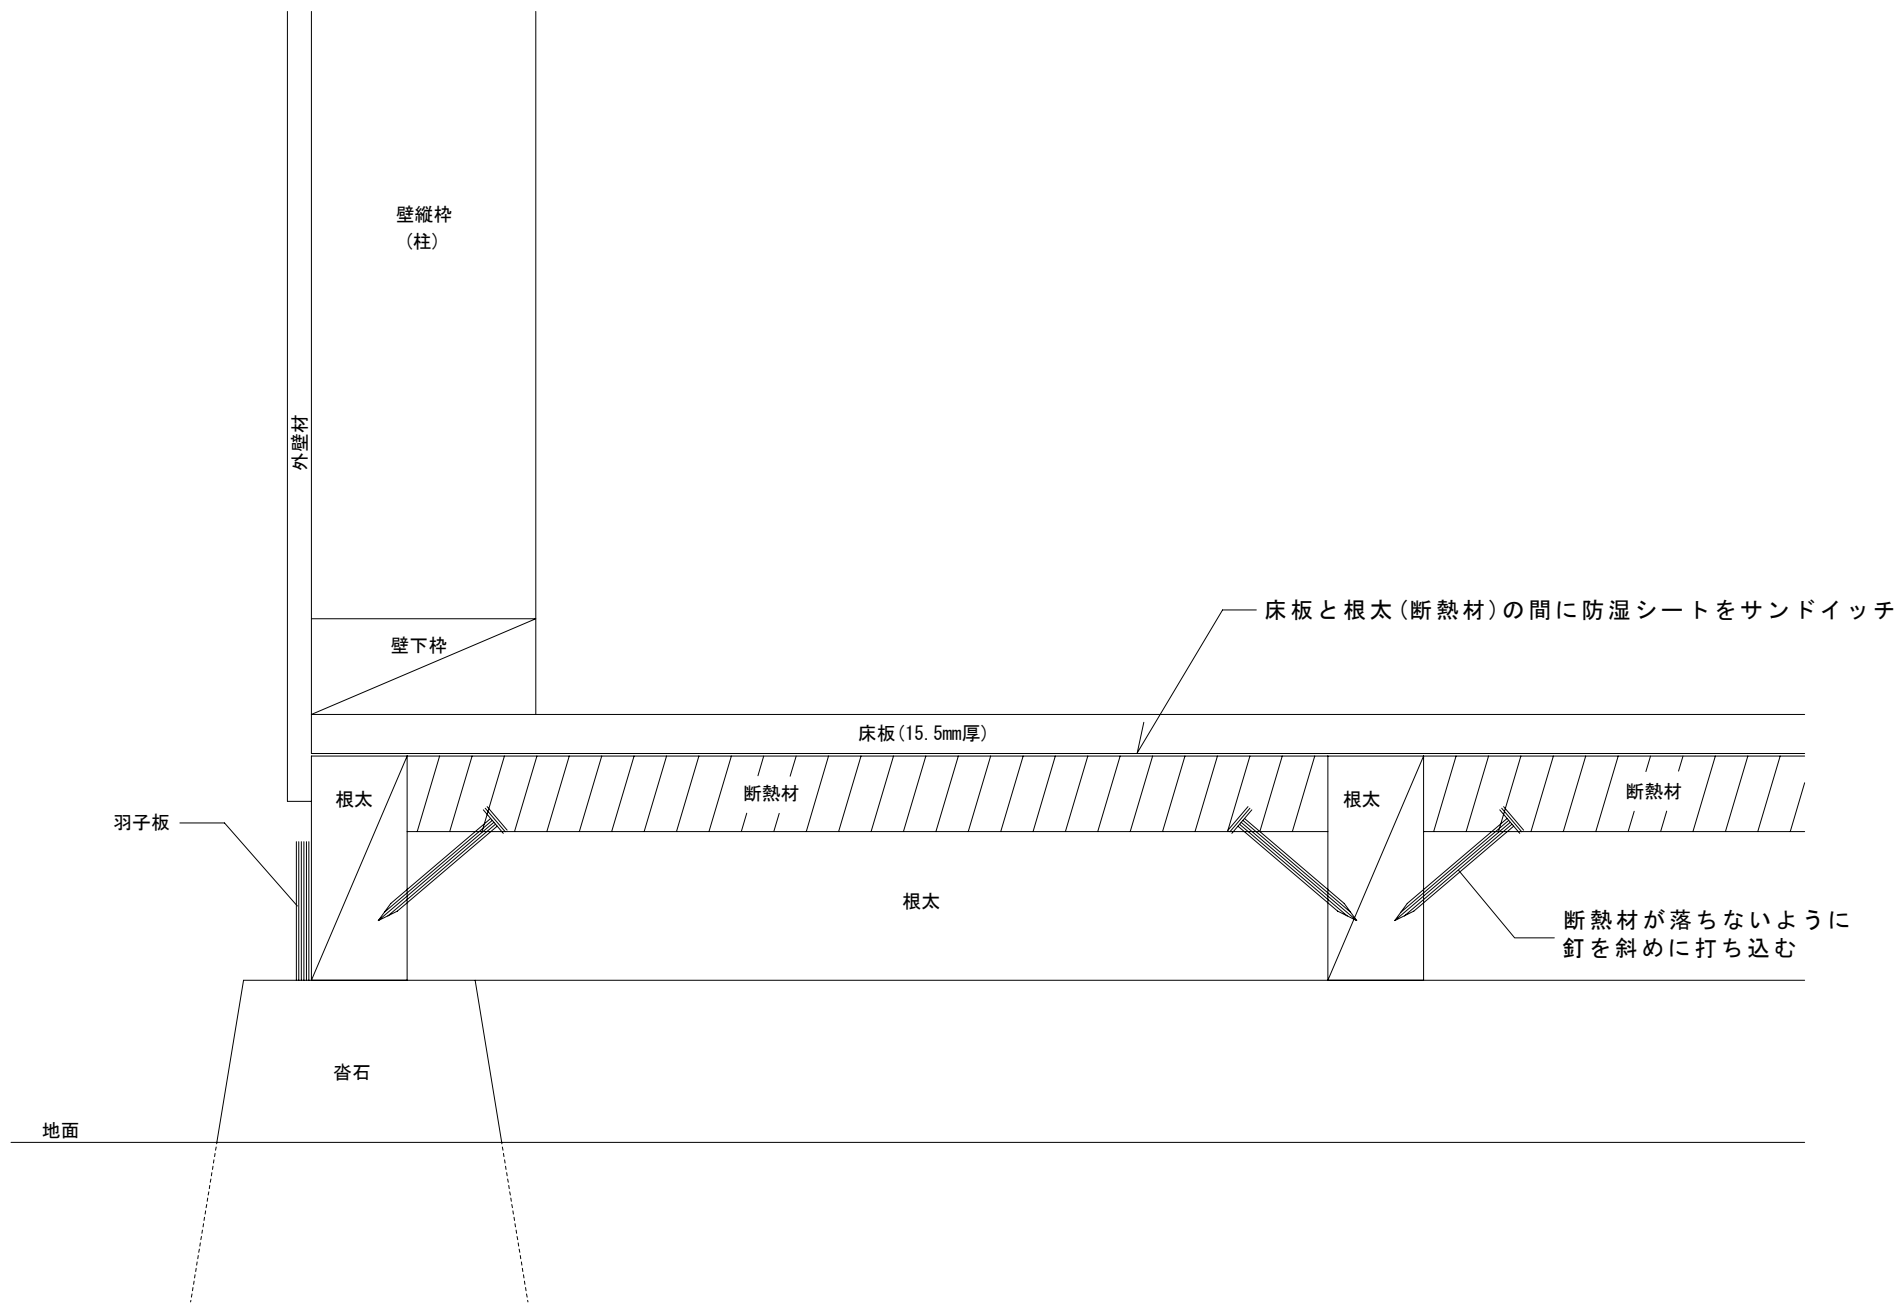 壁縦枠
(柱)
外壁材
床板と根太(断熱材)の間に防湿シートをサンドイッチ
壁下枠
床板(15.5mm厚)
根太
断熱材
根太
断熱材
羽子板
根太
断熱材が落ちないように
釘を斜めに打ち込む
沓石
地面